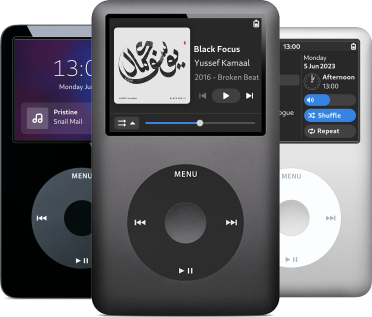 13:0
Monday Ju
Pristine
Snail Mail
MENU
Black Focus
Yussef Kamaal
2016 - Broken Beat
MENU
13:00
Monday
5 Jun 2023
Afternoon
13:00
ogue
Shuffle
Repeat
MENU